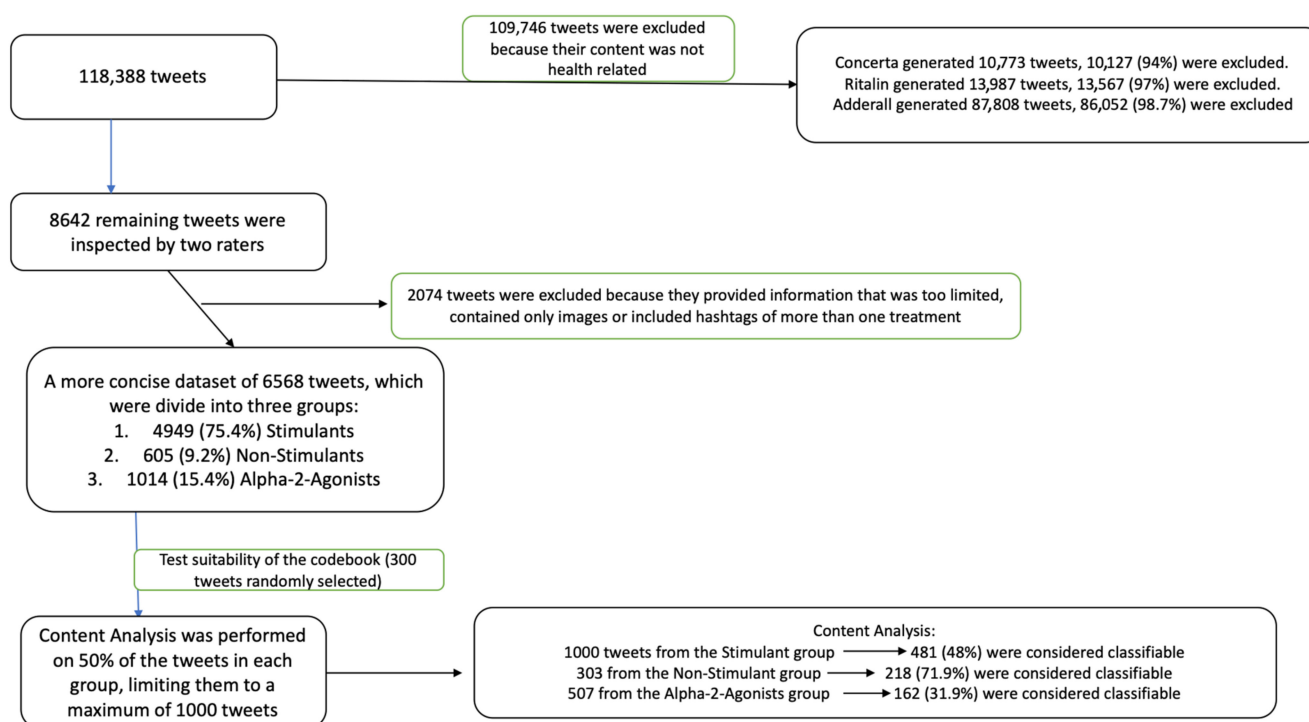 118,388 tweets
109,746 tweets were excluded
because their content was not
health related
Concerta generated 10,773 tweets, 10,127 (94%) were excluded.
Ritalin generated 13,987 tweets, 13,567 (97%) were excluded.
Adderall generated 87,808 tweets, 86,052 (98.7%) were excluded
8642 remaining tweets were
inspected by two raters
2074 tweets were excluded because they provided information that was too limited,
contained only images or included hashtags of more than one treatment
A more concise dataset of 6568 tweets, which
were divide into three groups:
1. 4949 (75.4%) Stimulants
2. 605 (9.2%) Non-Stimulants
3. 1014 (15.4%) Alpha-2-Agonists
Test suitability of the codebook (300
tweets randomly selected)
Content Analysis was performed
on 50% of the tweets in each
group, limiting them to a
maximum of 1000 tweets
Content Analysis:
1000 tweets from the Stimulant group 481 (48%) were considered classifiable
303 from the Non-Stimulant group 218 (71.9%) were considered classifiable
507 from the Alpha-2-Agonists group 162 (31.9%) were considered classifiable